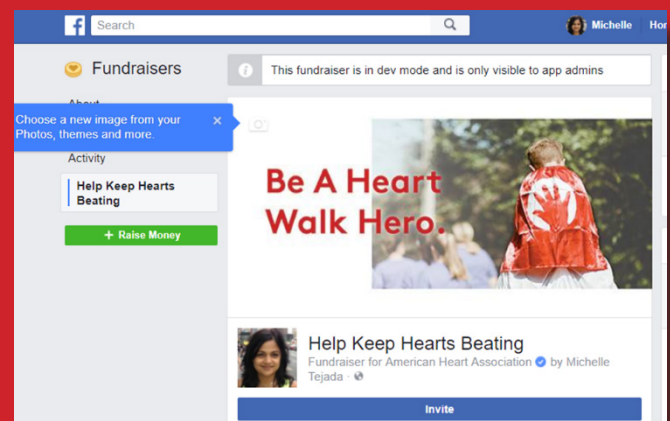 f Search
Michelle
Hor
Fundraisers
This fundraiser is in dev mode and is only visible to app admins
About
Choose a new image from your
Photos, themes and more.
Activity
Help Keep Hearts
Beating
+ Raise Money
Be A Heart
Walk Hero.
Help Keep Hearts Beating
Fundraiser for American Heart Association by Michelle
Tejada ·
Invite